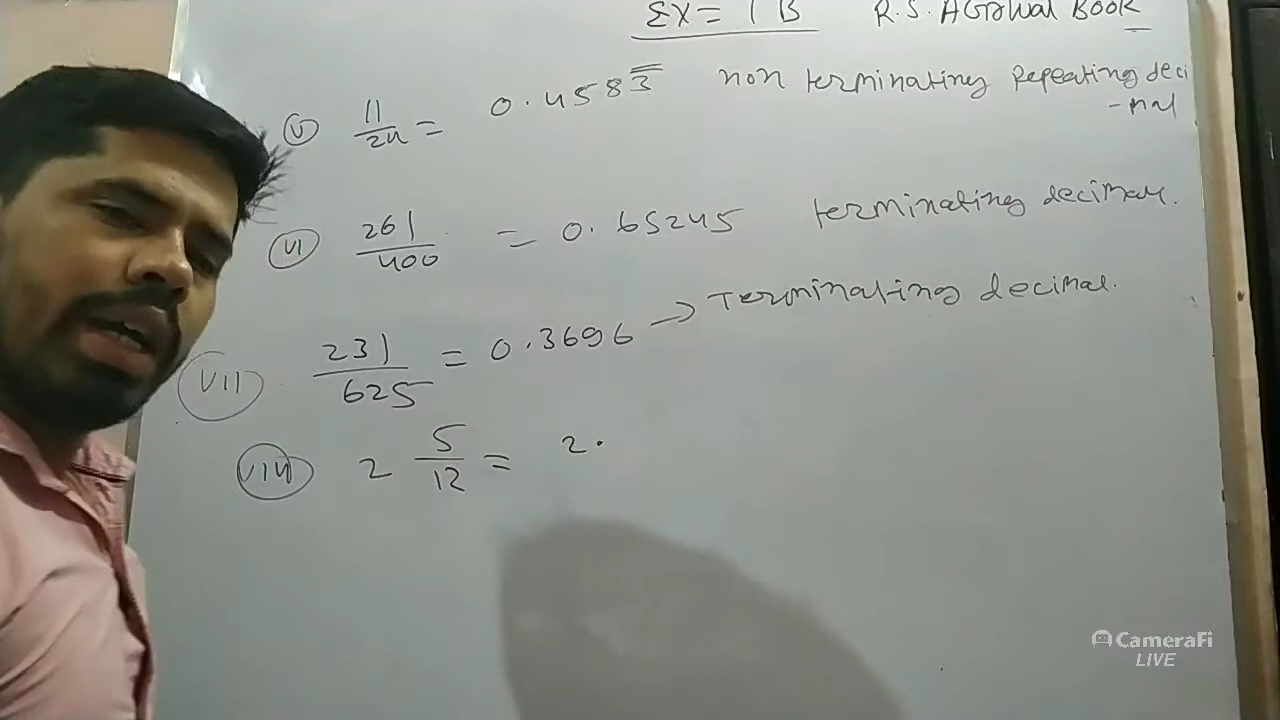 EX = 1B R.S. AGrawal Book
(v) 11/24 = 0.4583̅ non terminating Repeating deci
-mal
(vi) 261/400 = 0.65245 terminating decimal.
(vii) 231/625 = 0.3696 → Terminating decimal.
(viii) 2 5/12 = 2.
CameraFi
LIVE